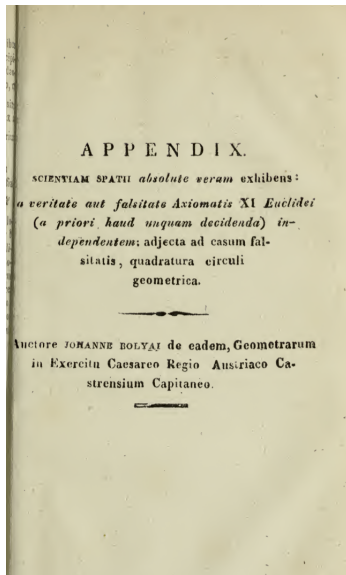 APPENDIX.
SCIENTIAM SPATII absolute veram exhibens:
a veritate aut falsitate Axiomatis XI Euclidei
(a priori haud unquam decidenda) in-
dependentem; adjecta ad casum fal-
sitatis, quadratura circuli
geometrica.
Auctore JOHANNE BOLYAI de eadem, Geometrarum
in Exercitu Caesareo Regio Austriaco Ca-
strensium Capitaneo.